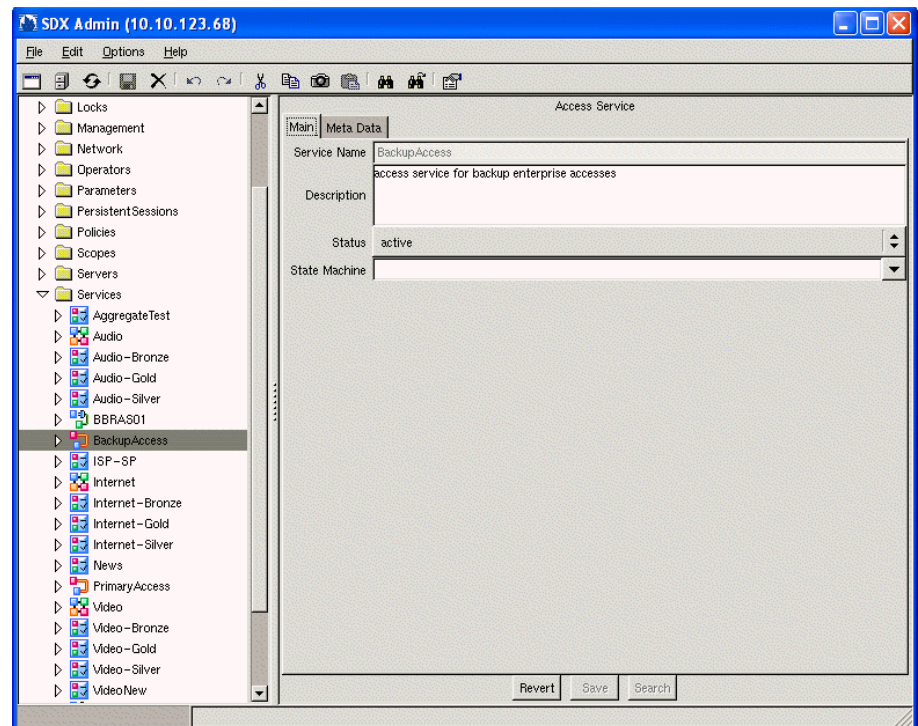 SDX Admin (10.10.123.68)
File Edit Options Help
Locks
Management
Network
Operators
Parameters
PersistentSessions
Policies
Scopes
Servers
Services
AggregateTest
Audio
Audio-Bronze
Audio-Gold
Audio-Silver
BBRAS01
BackupAccess
ISP-SP
Internet
Internet-Bronze
Internet-Gold
Internet-Silver
News
PrimaryAccess
Video
Video-Bronze
Video-Gold
Video-Silver
VideoNew
Access Service
Main Meta Data
Service Name BackupAccess
Description access service for backup enterprise accesses
Status active
State Machine
Revert Save Search